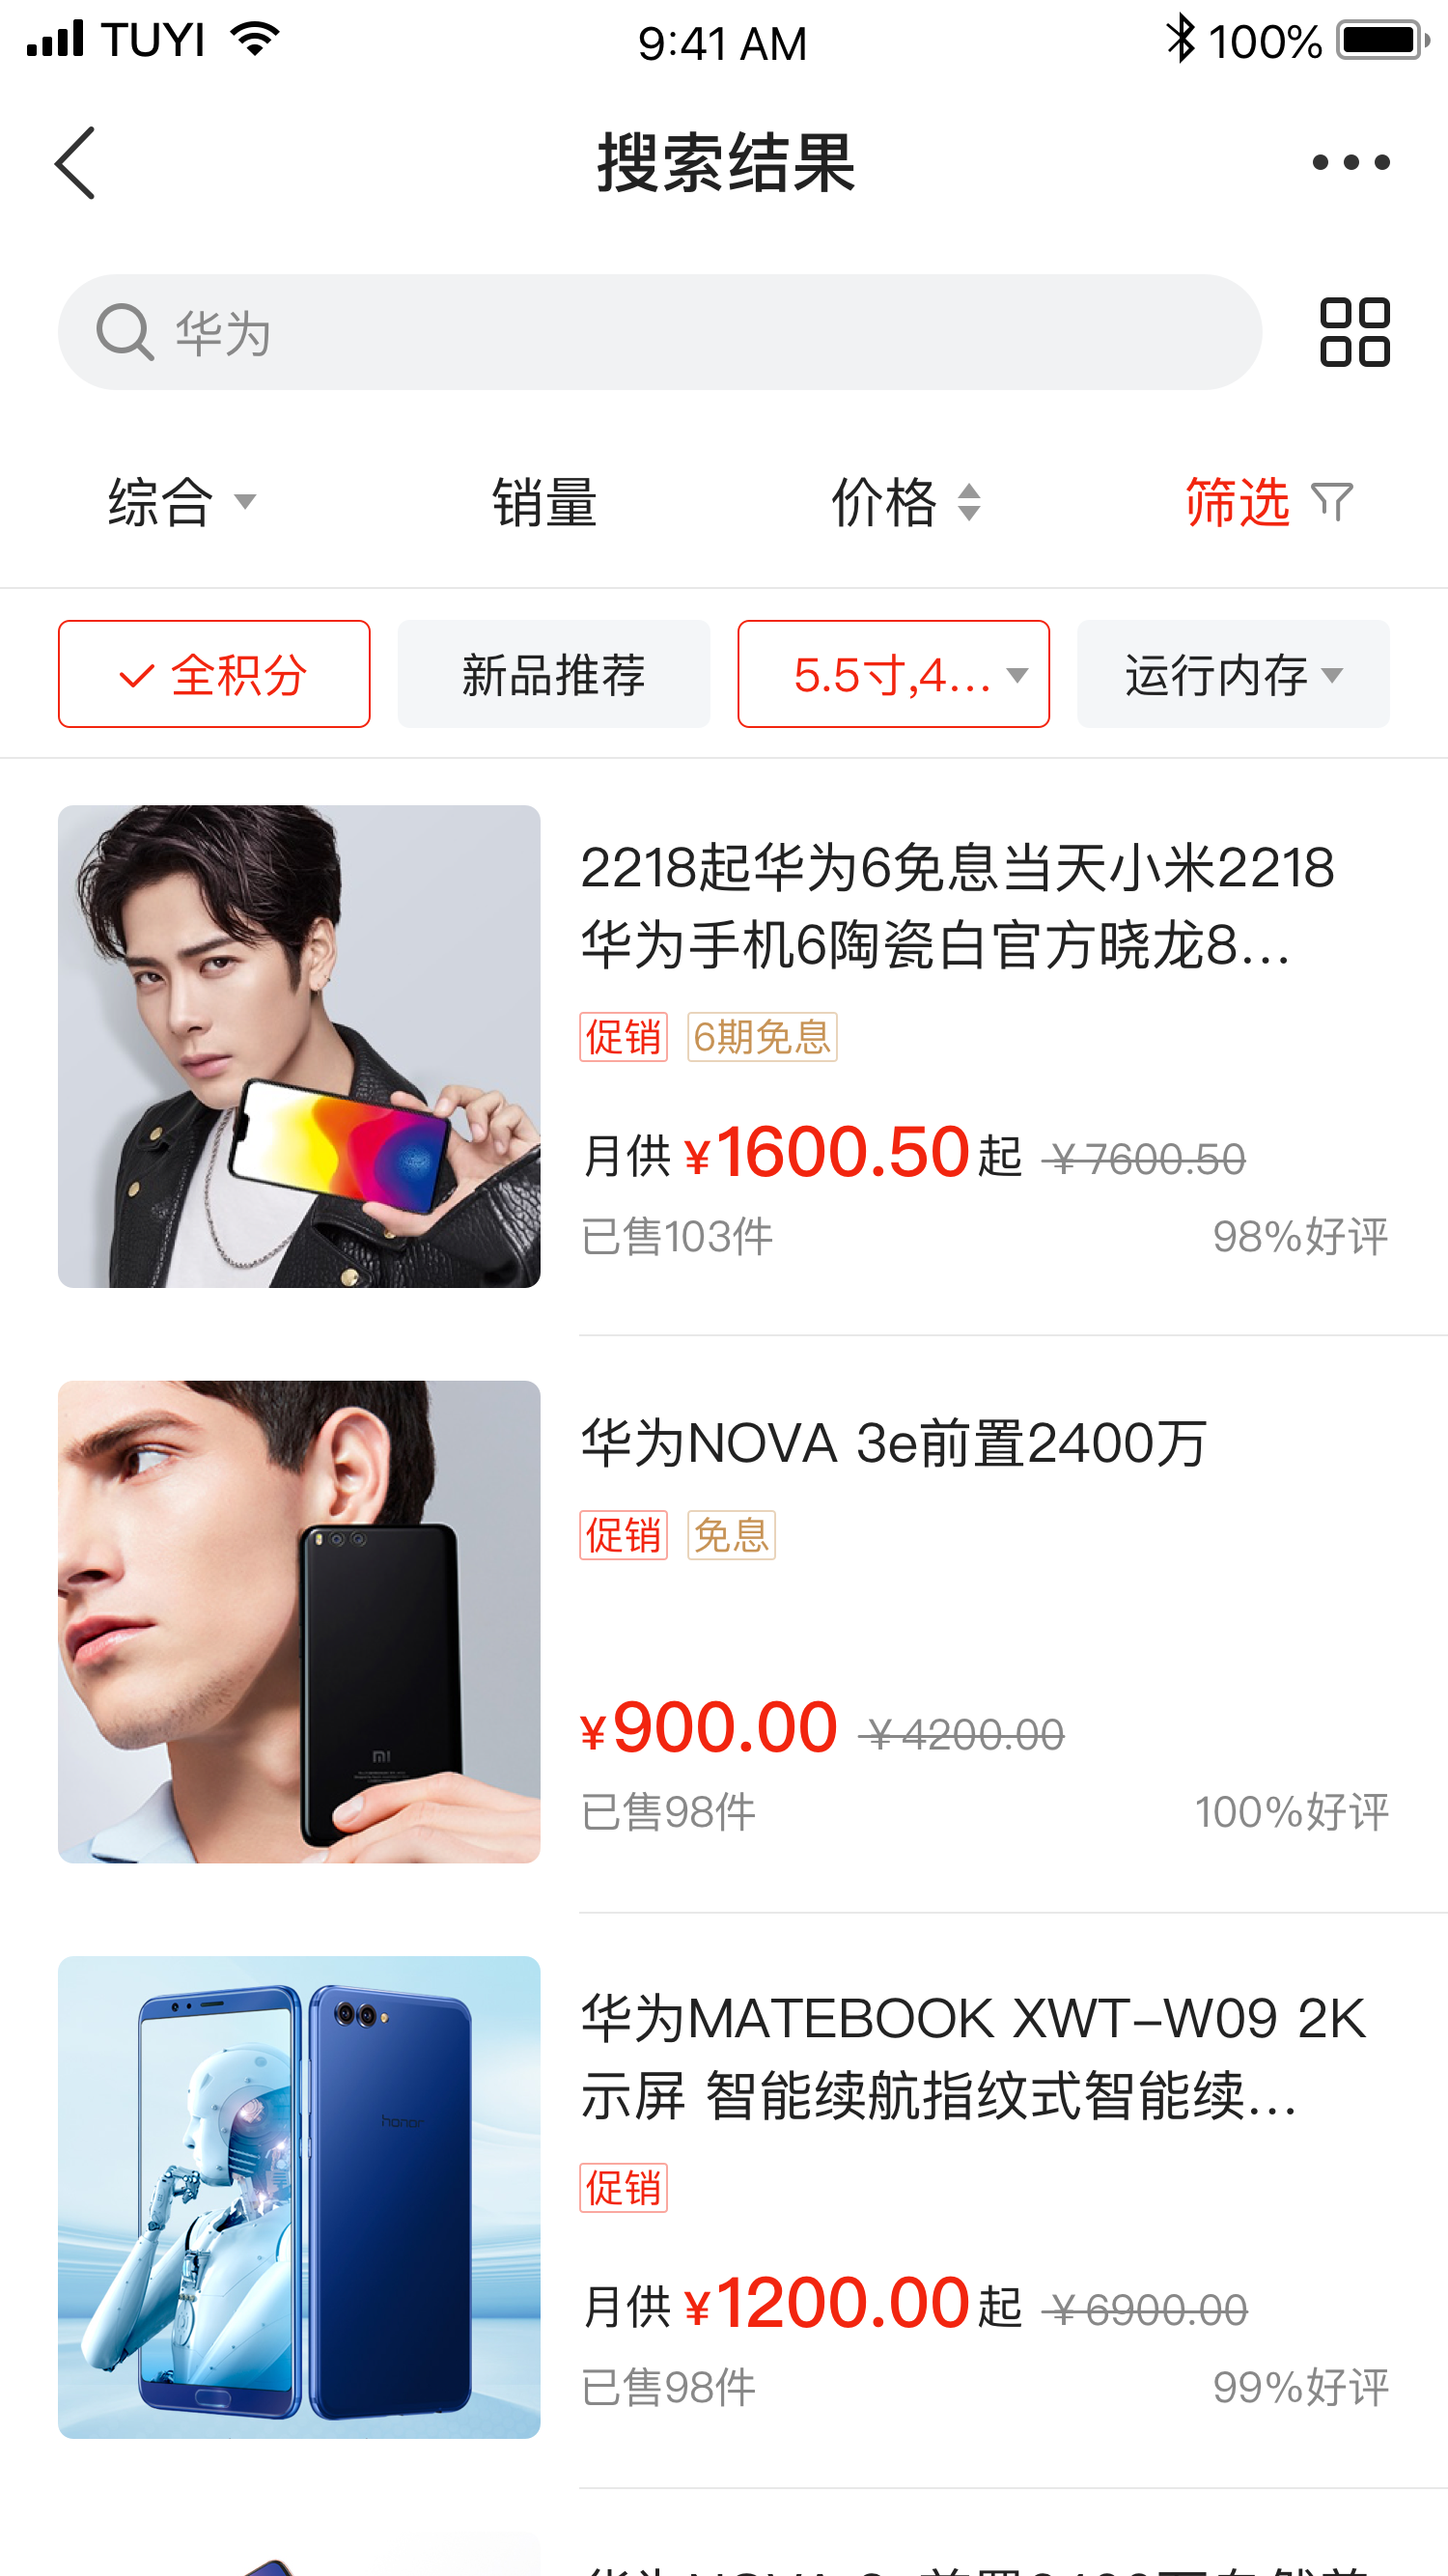 TUYI 9:41 AM 100%
搜索结果
华为
综合 销量 价格 筛选
全积分 新品推荐 5.5寸,4... 运行内存
2218起华为6免息当天小米2218
华为手机6陶瓷白官方晓龙8...
促销 6期免息
月供 ¥1600.50起 ¥7600.50
已售103件 98%好评
华为NOVA 3e前置2400万
促销 免息
¥900.00 ¥4200.00
已售98件 100%好评
mi
honor
华为MATEBOOK XWT-W09 2K
示屏 智能续航指纹式智能续...
促销
月供 ¥1200.00起 ¥6900.00
已售98件 99%好评